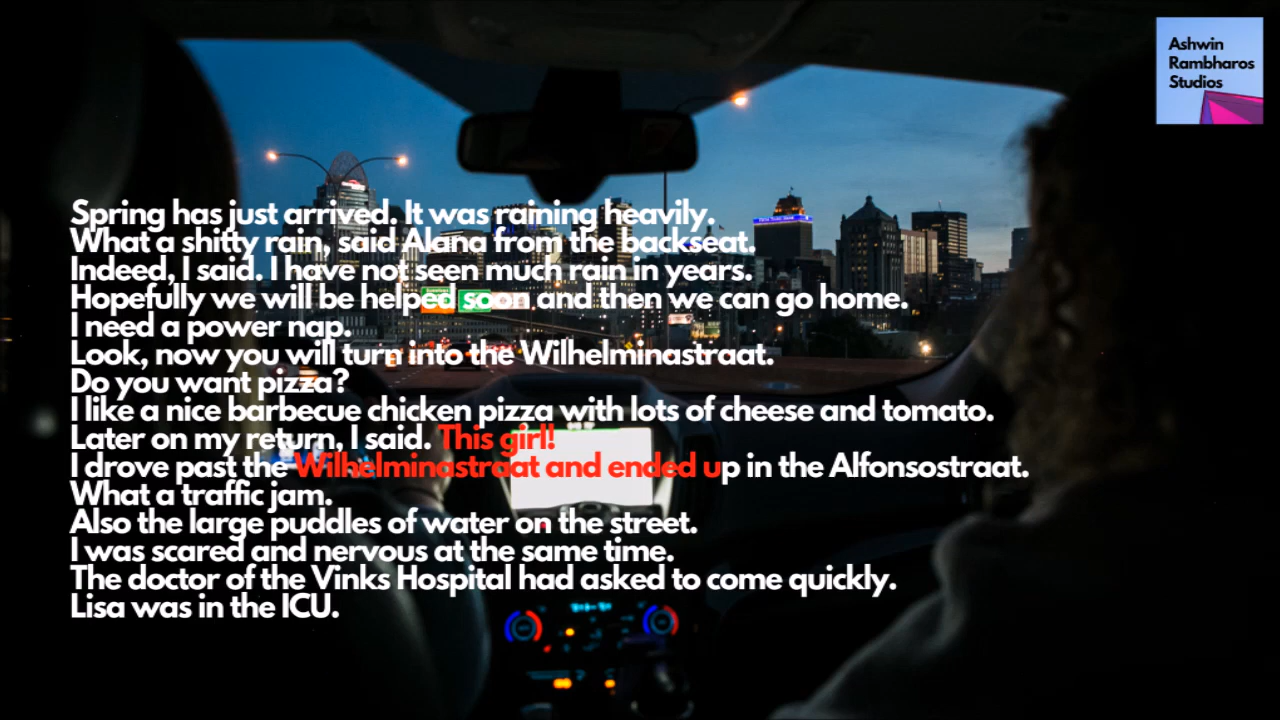 Ashwin
Rambharos
Studios
Spring has just arrived. It was raining heavily.
What a shitty rain, said Alana from the backseat.
Indeed, I said. I have not seen much rain in years.
Hopefully we will be helped soon and then we can go home.
I need a power nap.
Look, now you will turn into the Wilhelminastraat.
Do you want pizza?
I like a nice barbecue chicken pizza with lots of cheese and tomato.
Later on my return, I said. This girl!
I drove past the Wilhelminastraat and ended up in the Alfonsostraat.
What a traffic jam.
Also the large puddles of water on the street.
I was scared and nervous at the same time.
The doctor of the Vinks Hospital had asked to come quickly.
Lisa was in the ICU.